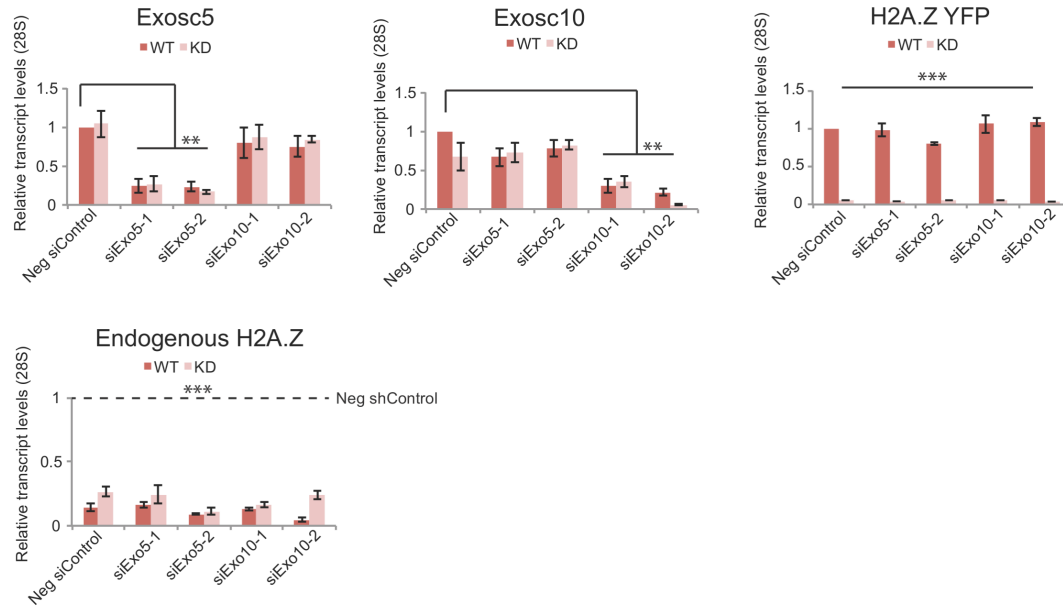 Exosc5
WT KD
Relative transcript levels (28S)
1.5
1
0.5
0
**
Neg siControl
siExo5-1
siExo5-2
siExo10-1
siExo10-2
Exosc10
WT KD
Relative transcript levels (28S)
1.5
1
0.5
0
**
Neg siControl
siExo5-1
siExo5-2
siExo10-1
siExo10-2
H2A.Z YFP
WT KD
Relative transcript levels (28S)
1.5
1
0.5
0
***
Neg siControl
siExo5-1
siExo5-2
siExo10-1
siExo10-2
Endogenous H2A.Z
WT KD
Relative transcript levels (28S)
1
0.5
0
***
Neg shControl
Neg siControl
siExo5-1
siExo5-2
siExo10-1
siExo10-2